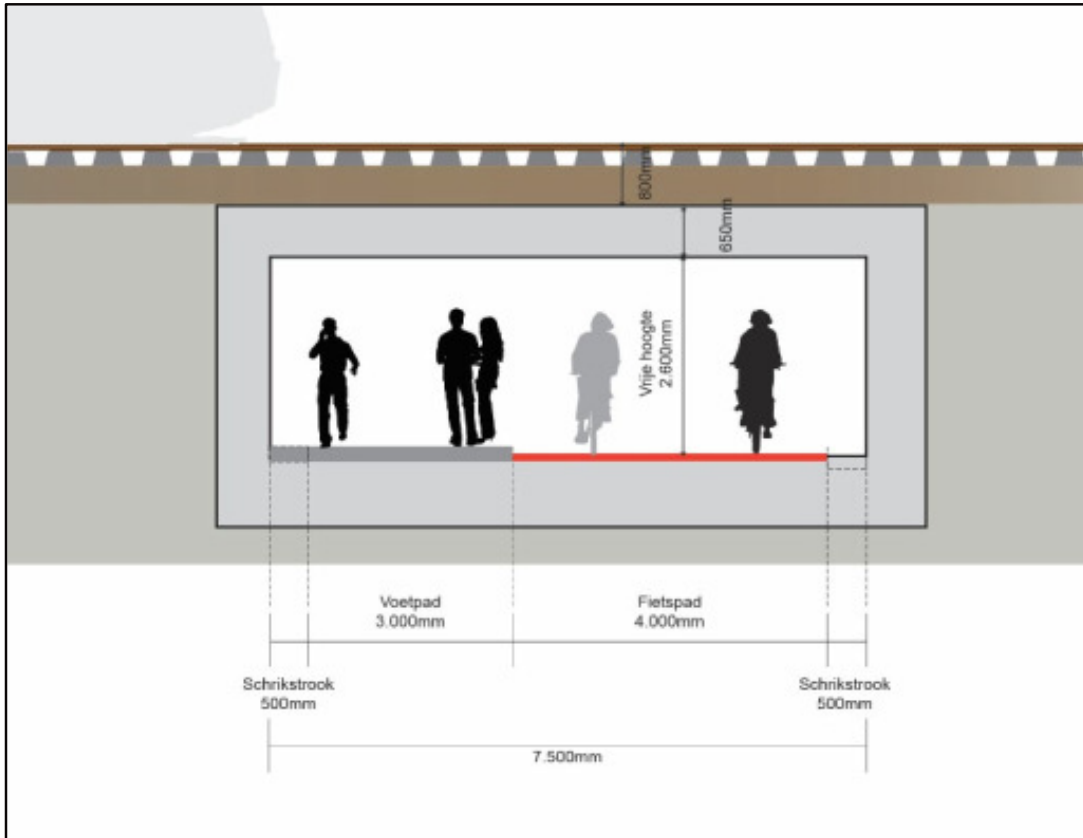 800mm
650mm
Vrije hoogte
2.600mm
Voetpad
3.000mm
Fietspad
4.000mm
Schrikstrook
500mm
Schrikstrook
500mm
7.500mm